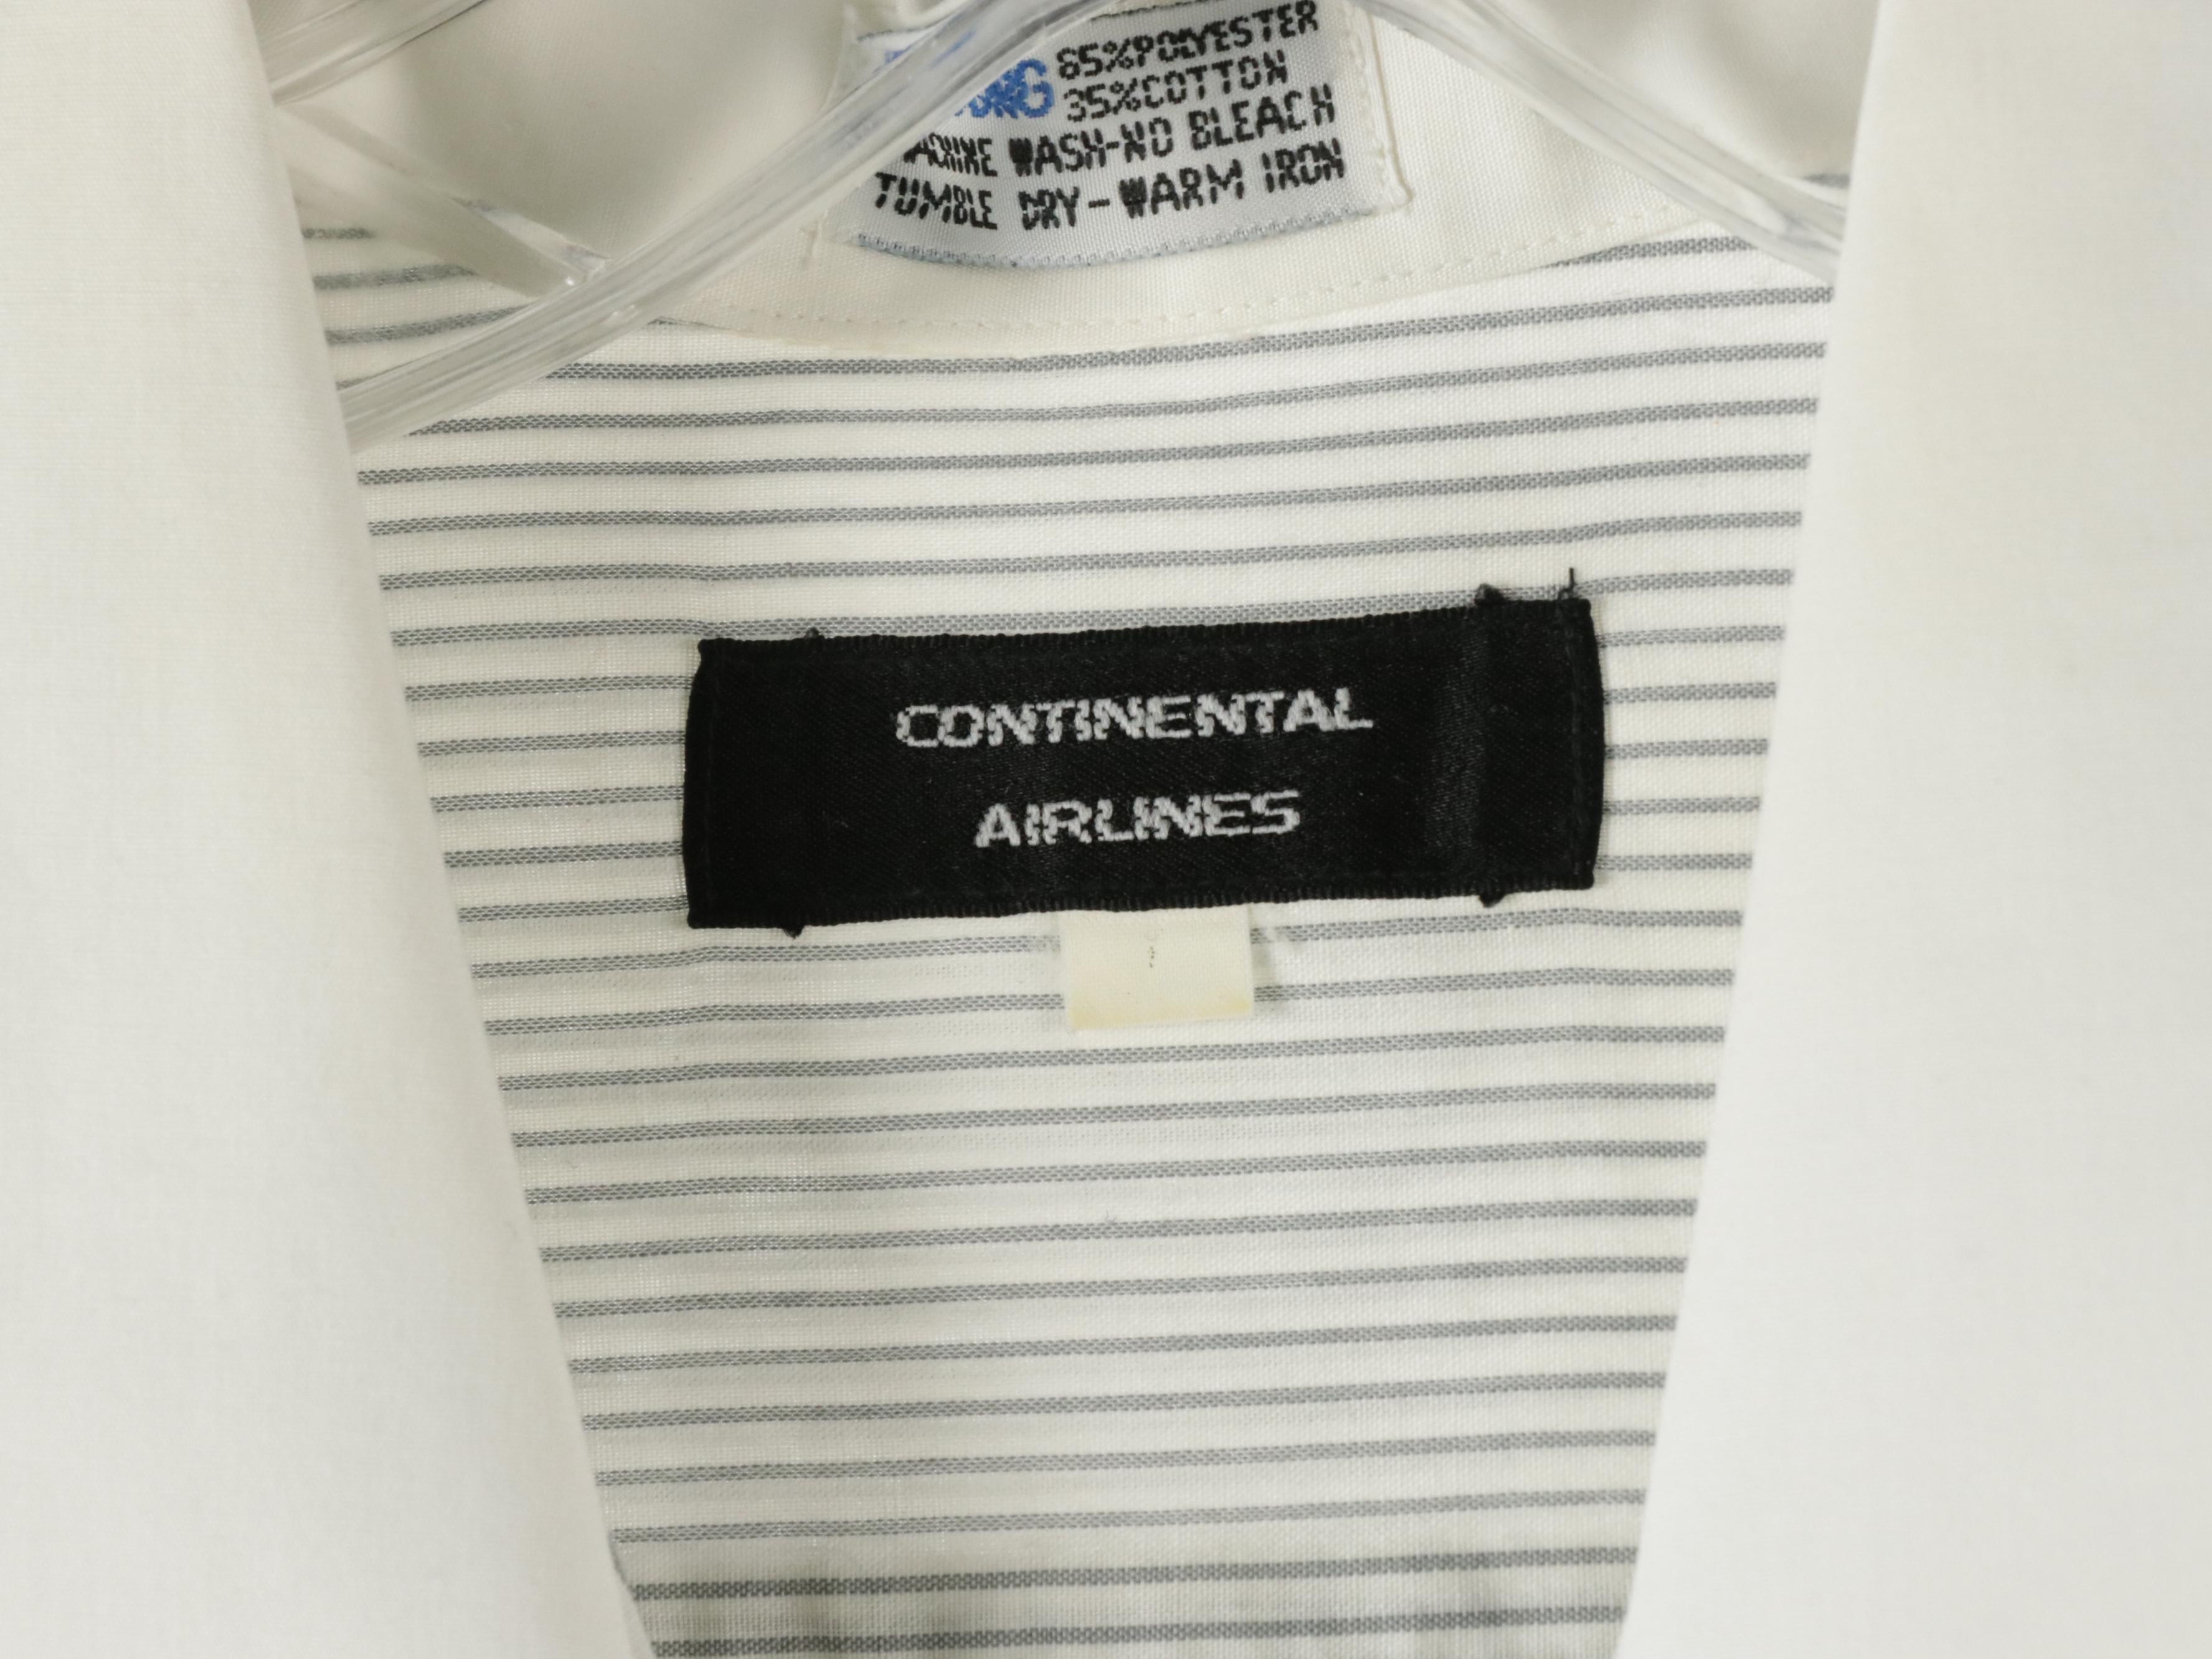 65%POLYESTER
35%COTTON
WASH-NO BLEACH
TUMBLE DRY-WARM IRON
CONTINENTAL
AIRLINES